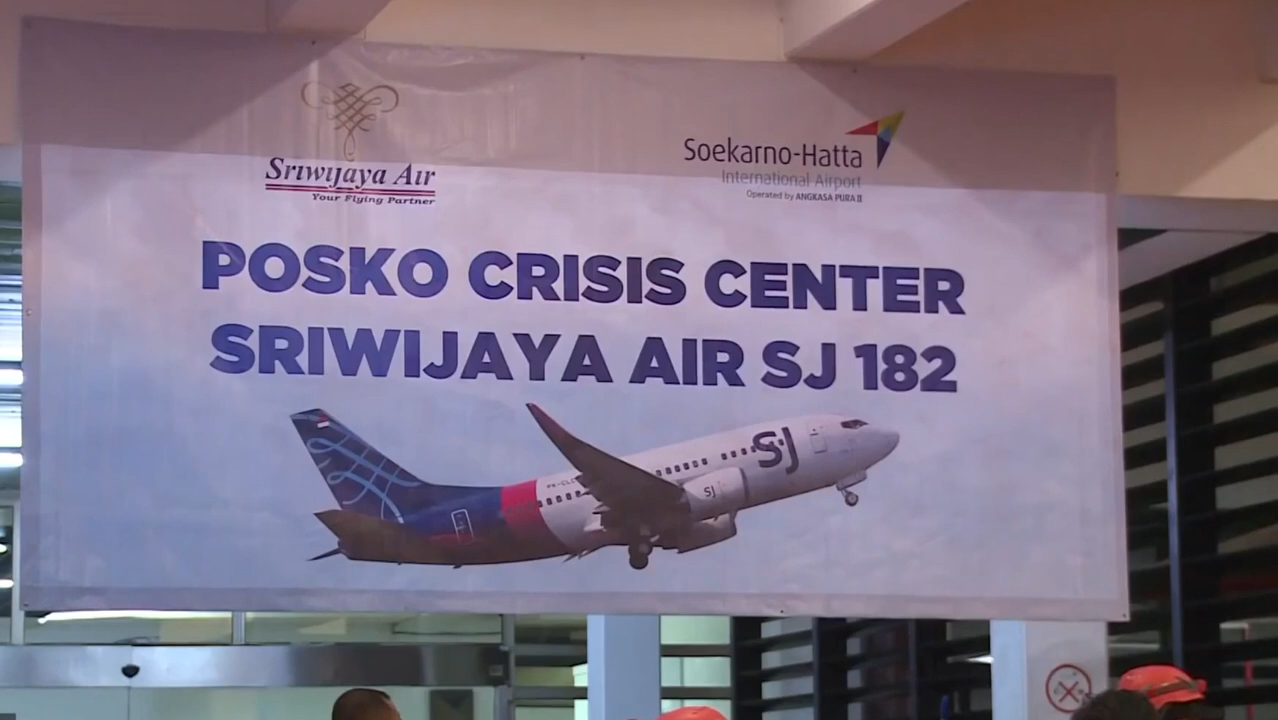 Sriwijaya Air
Your Flying Partner
Soekarno-Hatta
International Airport
Operated by ANGKASA PURA II
POSKO CRISIS CENTER
SRIWIJAYA AIR SJ 182
SJ
SJ